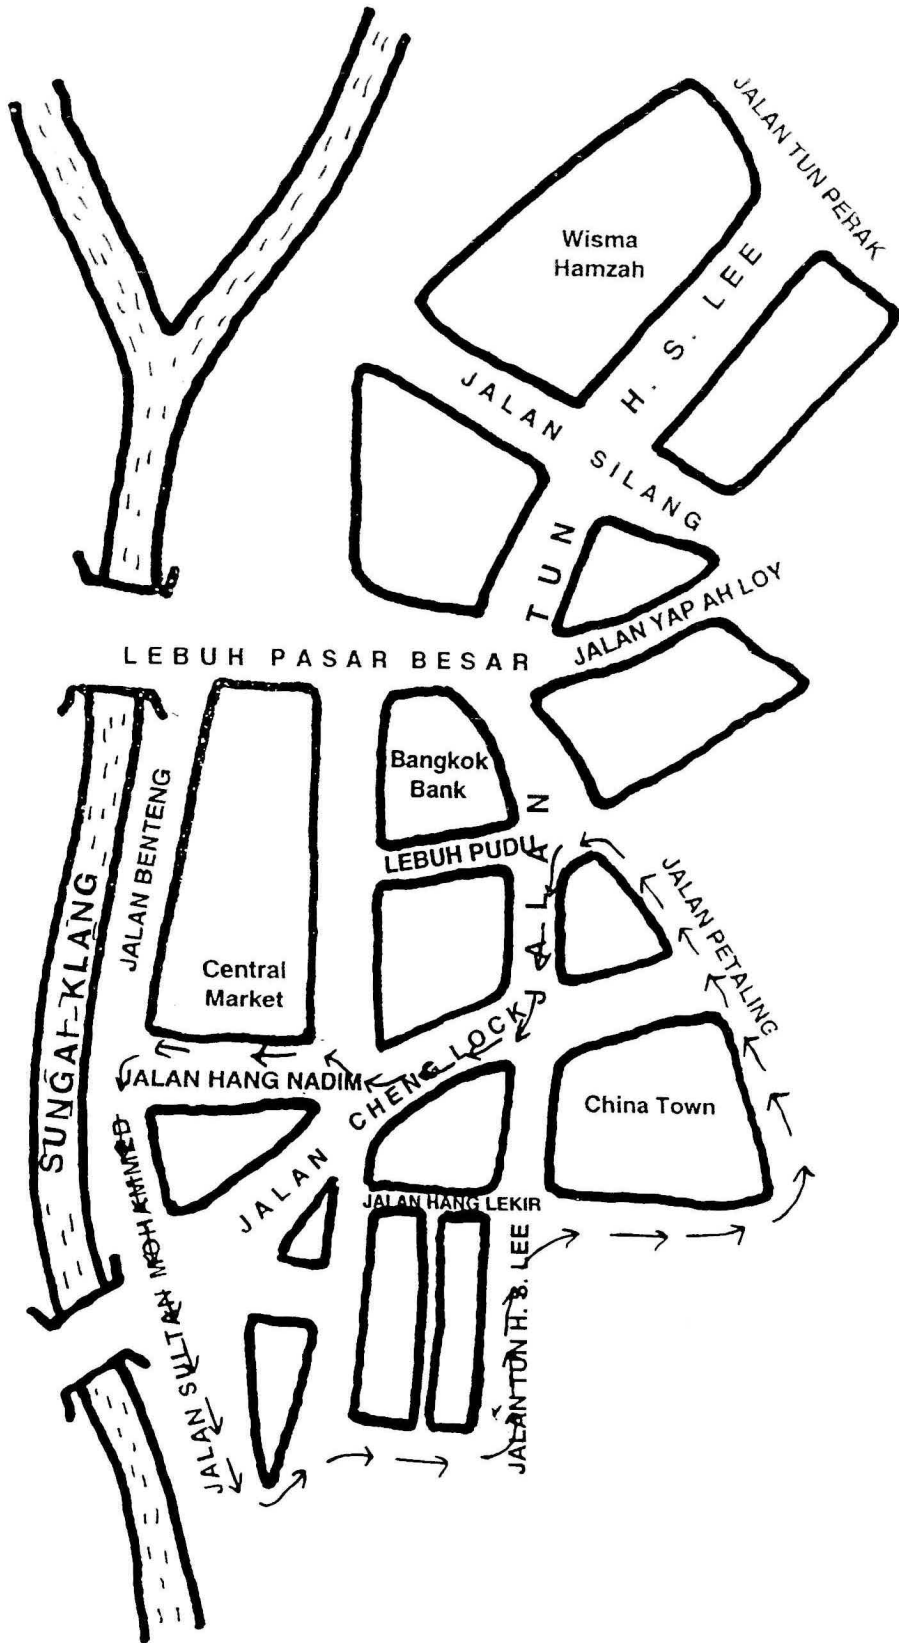 JALAN TUN PERAK
Wisma
Hamzah
JALAN TUN H. S. LEE
JALAN SILANG
JALAN YAP AH LOY
LEBUH PASAR BESAR
Bangkok
Bank
LEBUH PUDU
JALAN BENTENG
SUNGAI KLANG
JALAN PETALING
Central
Market
JALAN HANG NADIM
JALAN CHENG LOCK
China Town
JALAN SULTAN MOHAMMED
JALAN HANG LEKIR
JALAN TUN H. S. LEE